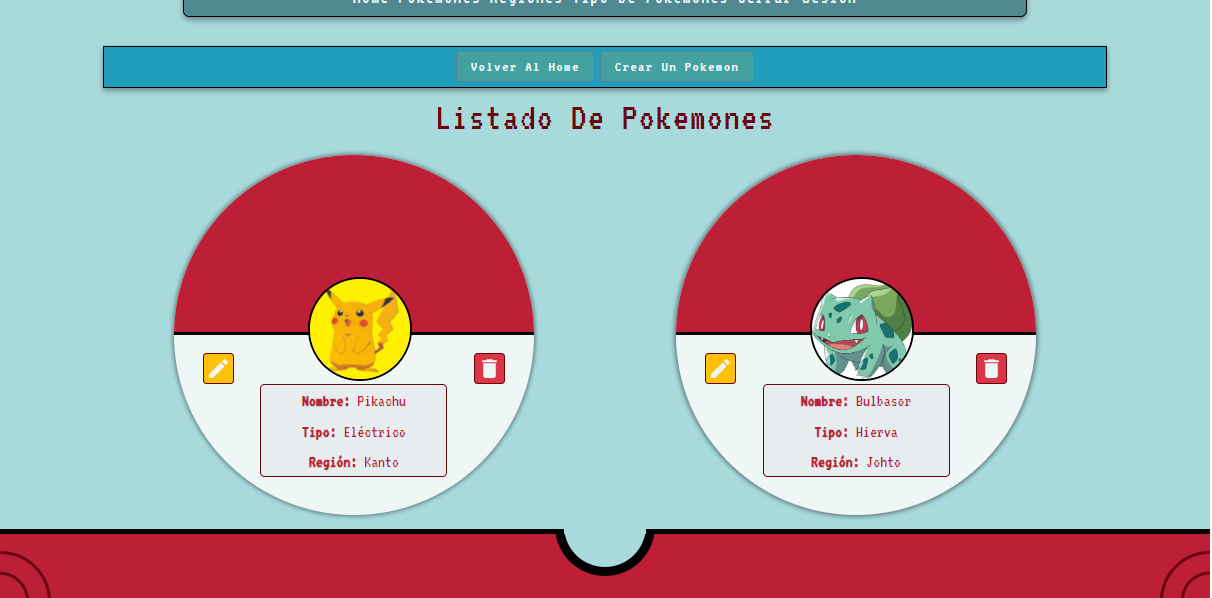 Home Pokemones Regiones Tipo De Pokemones Cerrar Sesión
Volver Al Home Crear Un Pokemon
Listado De Pokemones
Nombre: Pikachu
Tipo: Eléctrico
Región: Kanto
Nombre: Bulbasor
Tipo: Hierva
Región: Johto